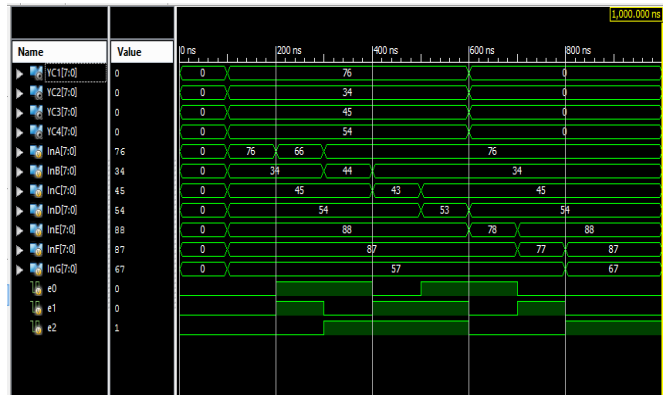 1,000.000 ns
Name Value 0 ns 200 ns 400 ns 600 ns 800 ns
YC1[7:0] 0 0 76 0
YC2[7:0] 0 0 34 0
YC3[7:0] 0 0 45 0
YC4[7:0] 0 0 54 0
InA[7:0] 76 0 76 66 76
InB[7:0] 34 0 34 44 34
InC[7:0] 45 0 45 43 45
InD[7:0] 54 0 54 53 54
InE[7:0] 88 0 88 78 88
InF[7:0] 87 0 87 77 87
InG[7:0] 67 0 57 67
e0 0
e1 0
e2 1